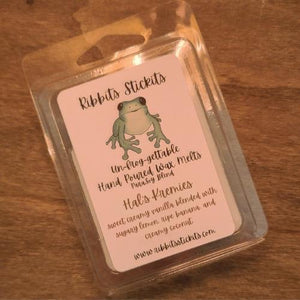 Ribbits Stickits
Un-frog-gettable
Hand Poured Wax Melts
ParaSoy Blend
Hal's Kremies
sweet creamy vanilla blended with
sugary lemon, ripe banana, and
creamy coconut.
www.ribbitsstickits.com